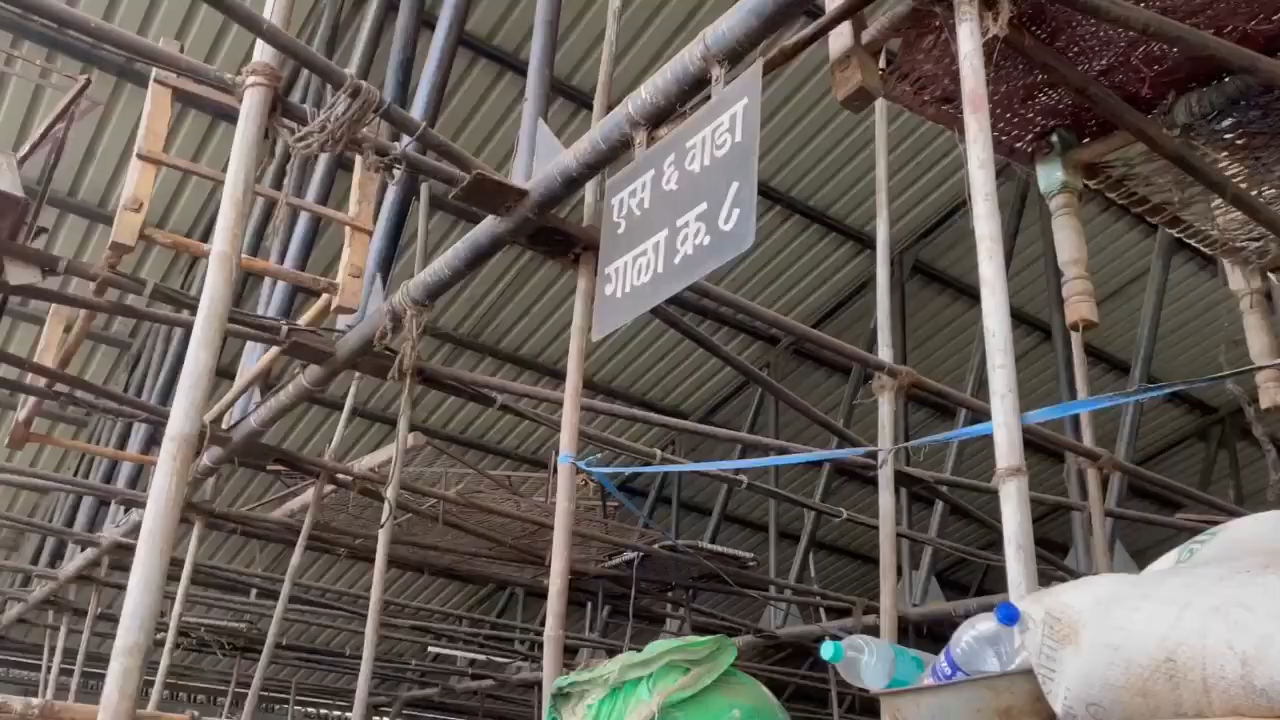 एस ६ वाडा
गाळा क्र. ८